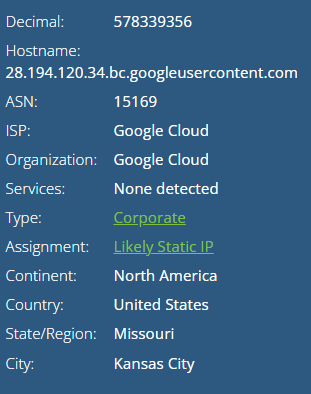 Decimal: 578339356
Hostname:
28.194.120.34.bc.googleusercontent.com
ASN: 15169
ISP: Google Cloud
Organization: Google Cloud
Services: None detected
Type: Corporate
Assignment: Likely Static IP
Continent: North America
Country: United States
State/Region: Missouri
City: Kansas City